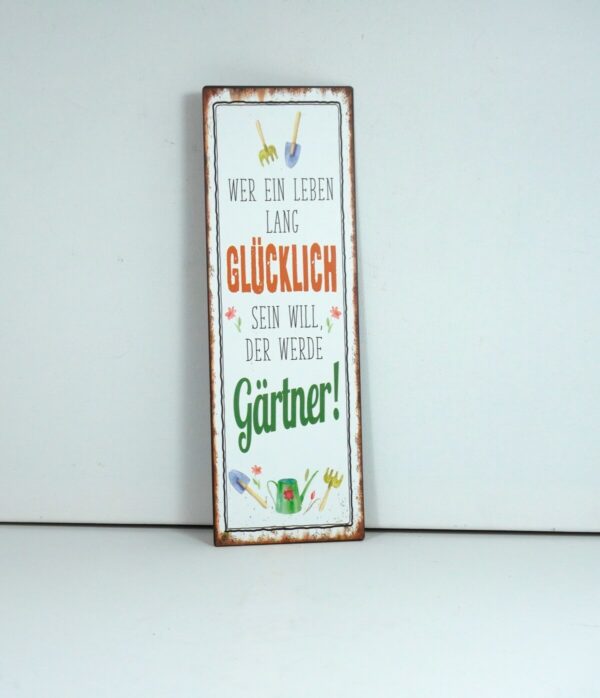 WER EIN LEBEN
LANG
GLÜCKLICH
SEIN WILL,
DER WERDE
Gärtner!